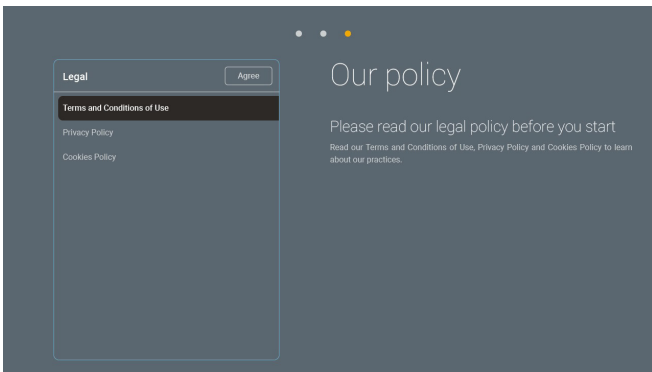 Legal
Agree
Terms and Conditions of Use
Privacy Policy
Cookies Policy
Our policy
Please read our legal policy before you start
Read our Terms and Conditions of Use, Privacy Policy and Cookies Policy to learn
about our practices.